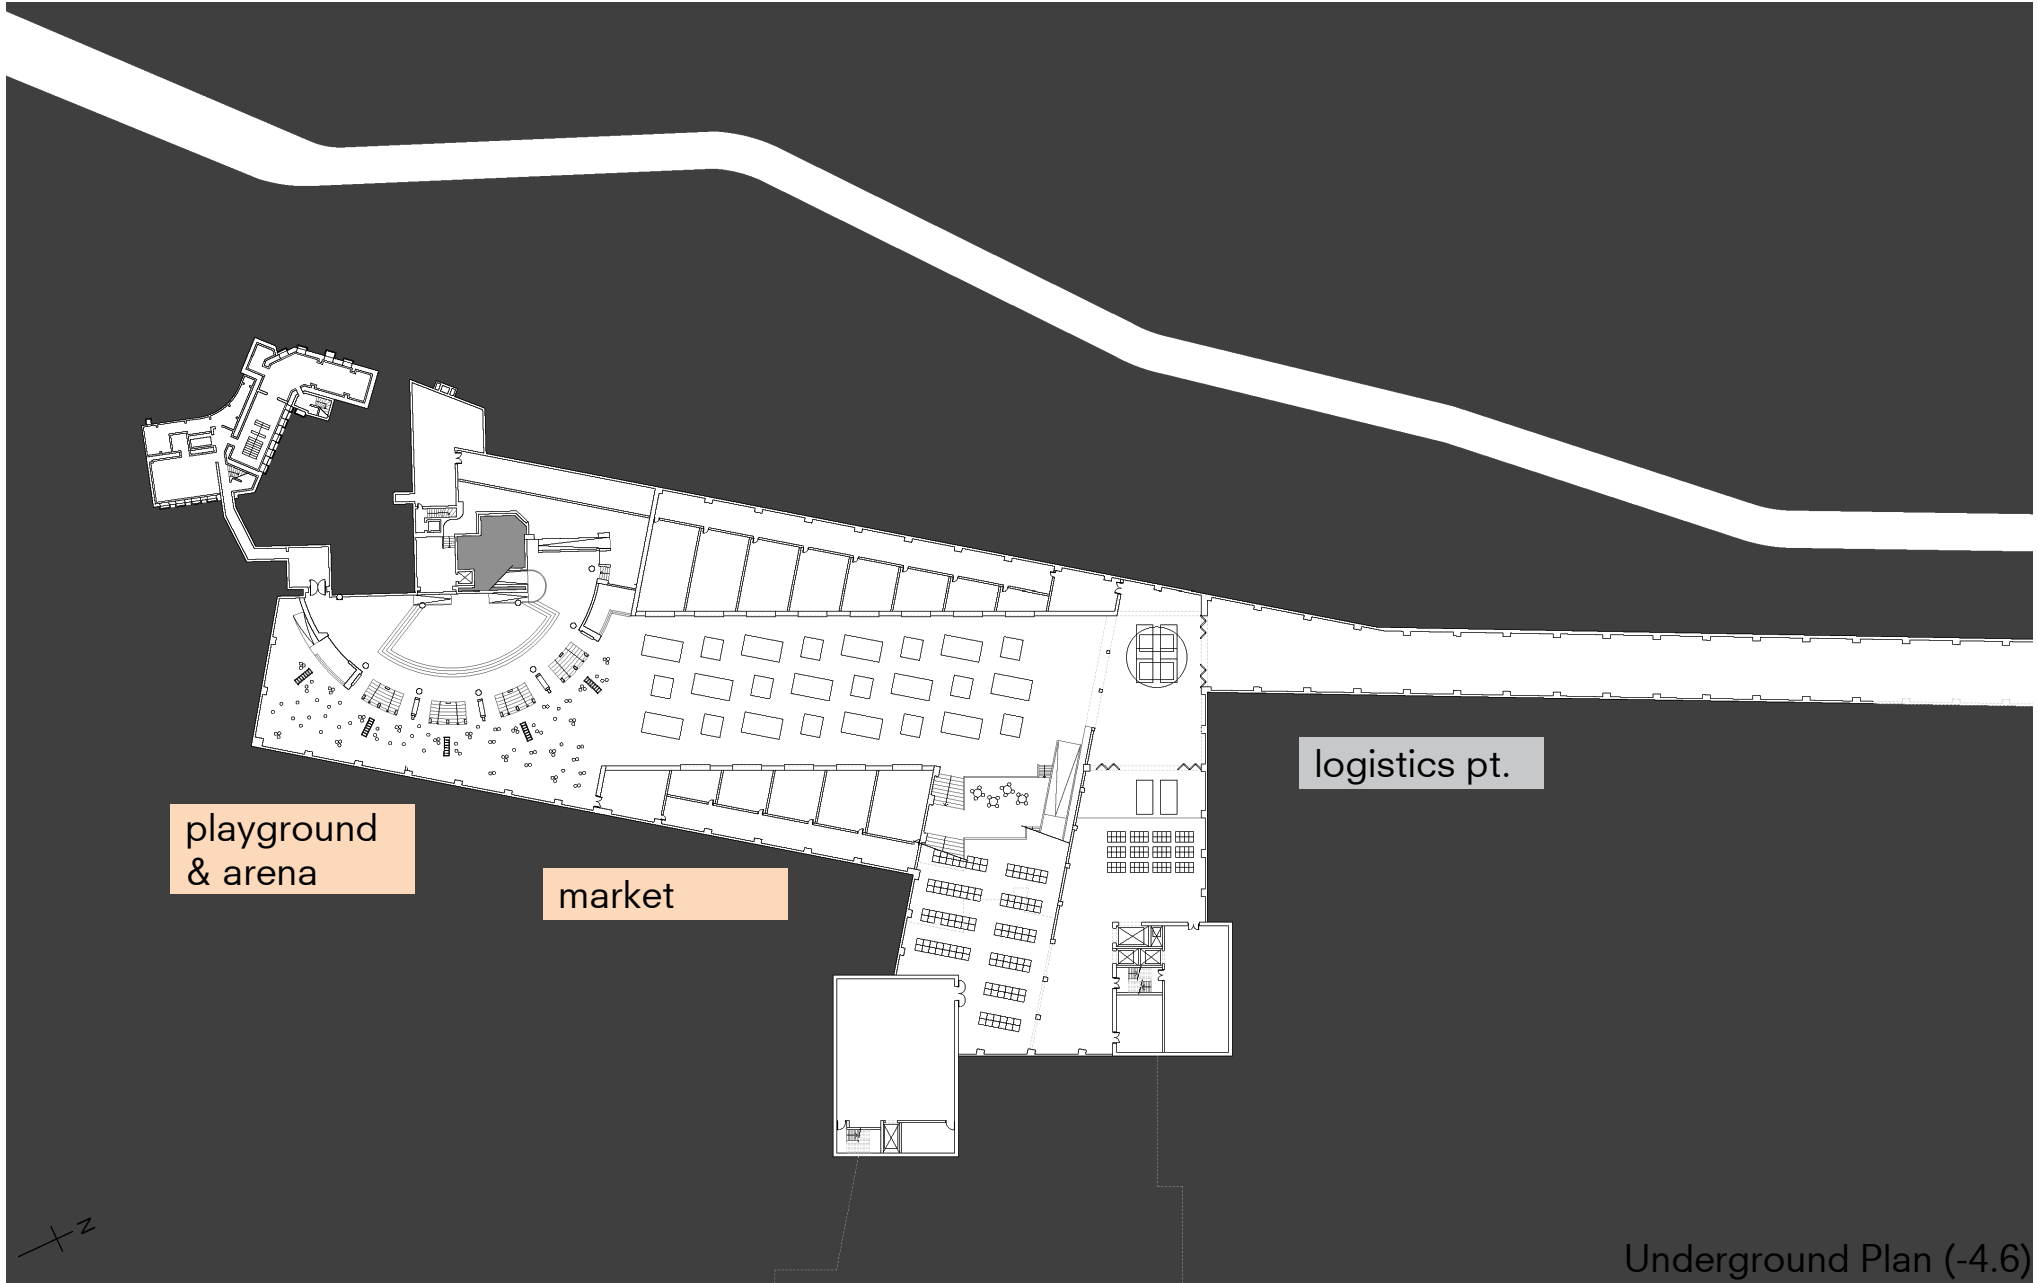 logistics pt.
playground
& arena
market
N
Underground Plan (-4.6)